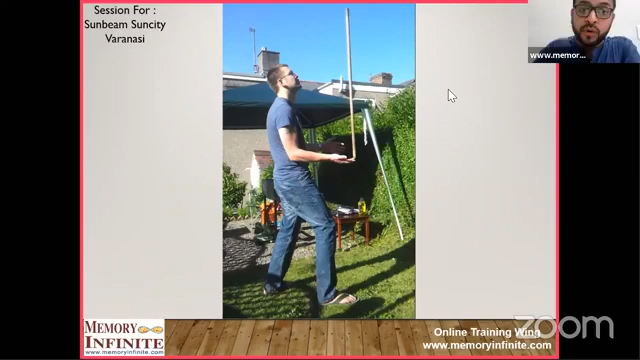 Session For :
Sunbeam Suncity
Varanasi
www.memor...
MEMORY
INFINITE
www.memoryinfinite.com
Online Training Wing
www.memoryinfinite.com
zoom